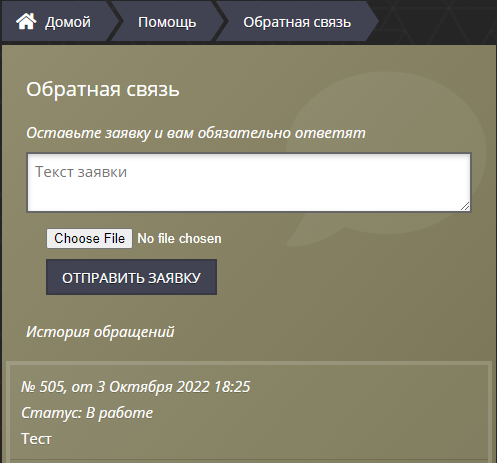 Домой Помощь Обратная связь
Обратная связь
Оставьте заявку и вам обязательно ответят
Текст заявки
Choose File No file chosen
ОТПРАВИТЬ ЗАЯВКУ
История обращений
№ 505, от 3 Октября 2022 18:25
Статус: В работе
Тест